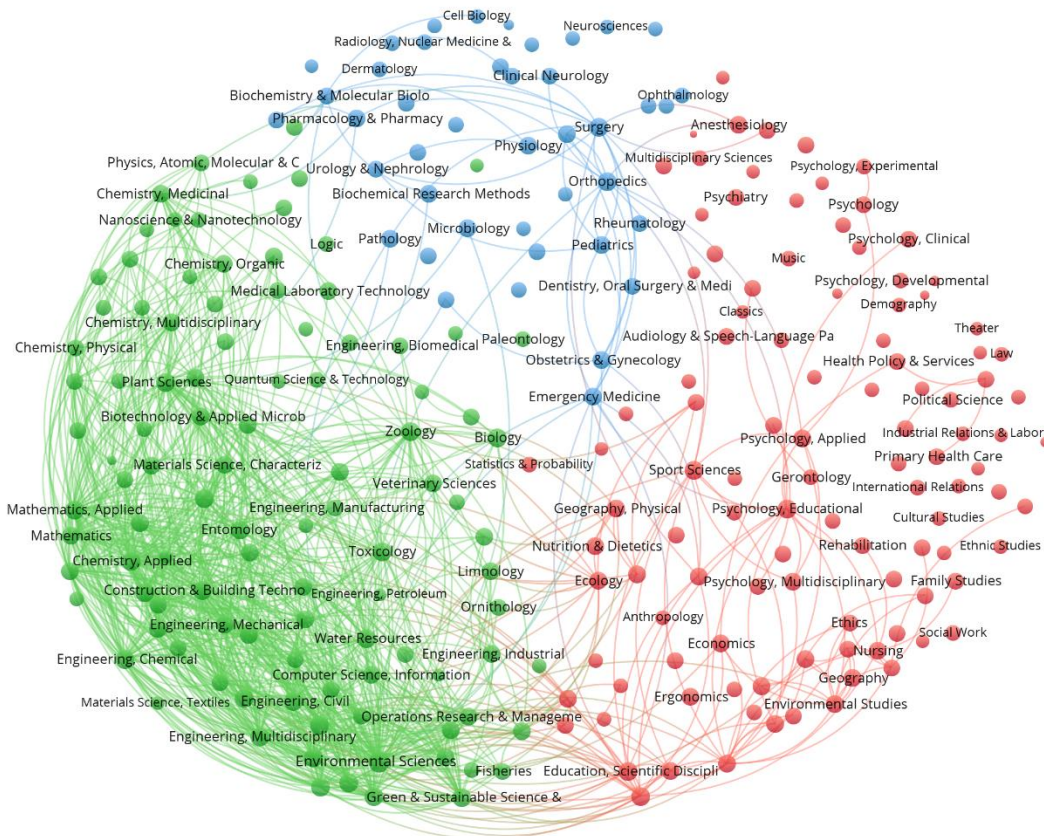 Cell Biology
Neurosciences
Radiology, Nuclear Medicine &
Dermatology
Clinical Neurology
Biochemistry & Molecular Biolo
Ophthalmology
Pharmacology & Pharmacy
Surgery
Anesthesiology
Physiology
Physics, Atomic, Molecular & C
Urology & Nephrology
Multidisciplinary Sciences
Psychology, Experimental
Chemistry, Medicinal
Biochemical Research Methods
Orthopedics
Psychiatry
Psychology
Nanoscience & Nanotechnology
Rheumatology
Microbiology
Pathology
Logic
Pediatrics
Psychology, Clinical
Music
Chemistry, Organic
Medical Laboratory Technology
Dentistry, Oral Surgery & Medi
Psychology, Developmental
Demography
Classics
Chemistry, Multidisciplinary
Theater
Chemistry, Physical
Engineering, Biomedical
Paleontology
Audiology & Speech-Language Pa
Law
Obstetrics & Gynecology
Health Policy & Services
Plant Sciences
Quantum Science & Technology
Emergency Medicine
Political Science
Biotechnology & Applied Microb
Zoology
Biology
Psychology, Applied
Industrial Relations & Labor
Materials Science, Characteriz
Statistics & Probability
Primary Health Care
Sport Sciences
Gerontology
Veterinary Sciences
International Relations
Mathematics, Applied
Engineering, Manufacturing
Geography, Physical
Psychology, Educational
Cultural Studies
Mathematics
Entomology
Toxicology
Nutrition & Dietetics
Rehabilitation
Ethnic Studies
Chemistry, Applied
Limnology
Ecology
Psychology, Multidisciplinary
Family Studies
Construction & Building Techno
Engineering, Petroleum
Ornithology
Anthropology
Engineering, Mechanical
Ethics
Water Resources
Economics
Social Work
Engineering, Chemical
Engineering, Industrial
Nursing
Computer Science, Information
Geography
Materials Science, Textiles
Engineering, Civil
Ergonomics
Environmental Studies
Operations Research & Manageme
Engineering, Multidisciplinary
Environmental Sciences
Fisheries
Education, Scientific Discipli
Green & Sustainable Science &